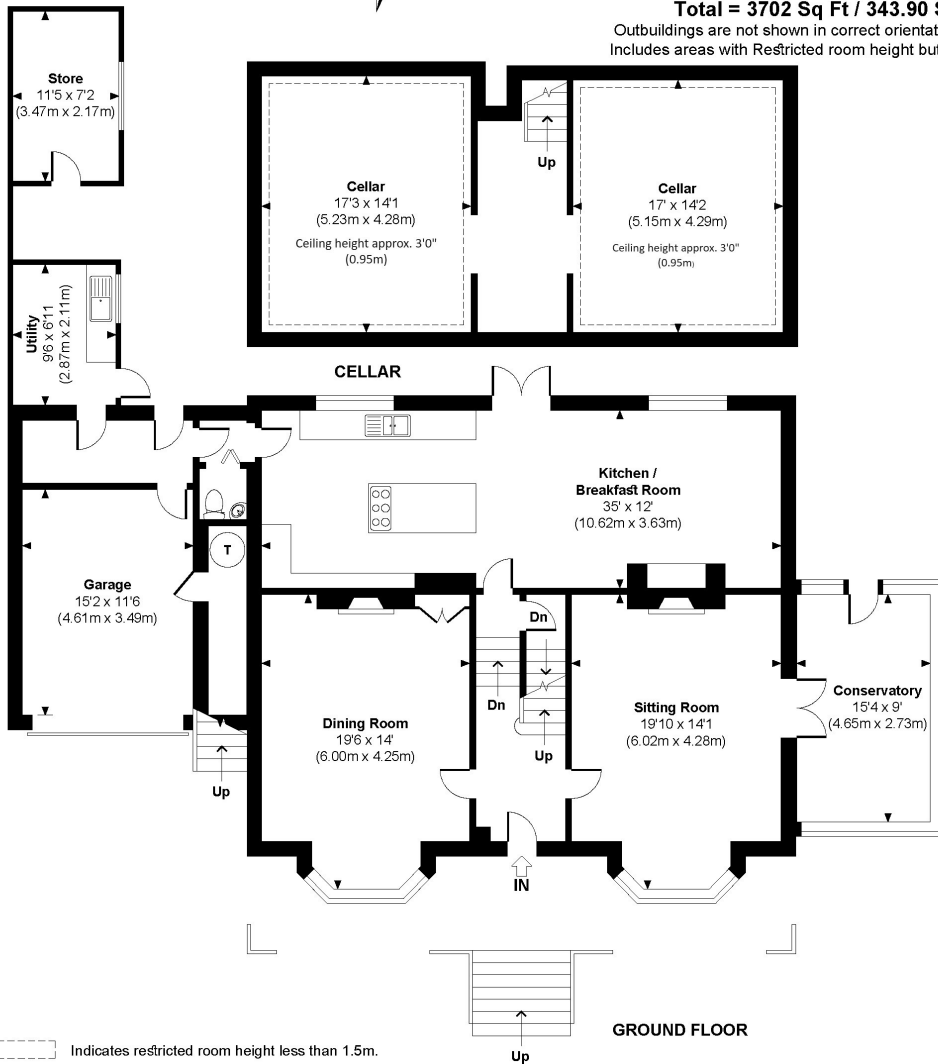 Total = 3702 Sq Ft / 343.90
Outbuildings are not shown in correct orientat
Includes areas with Restricted room height but
Store
11'5 x 7'2
(3.47m x 2.17m)
Up
Cellar
17'3 x 14'1
(5.23m x 4.28m)
Ceiling height approx. 3'0"
(0.95m)
Cellar
17' x 14'2
(5.15m x 4.29m)
Ceiling height approx. 3'0"
(0.95m)
Utility
9'6 x 6'11
(2.87m x 2.11m)
CELLAR
Kitchen /
Breakfast Room
35' x 12'
(10.62m x 3.63m)
T
Garage
15'2 x 11'6
(4.61m x 3.49m)
Dn
Dn
Up
Dining Room
19'6 x 14'
(6.00m x 4.25m)
Sitting Room
19'10 x 14'1
(6.02m x 4.28m)
Conservatory
15'4 x 9'
(4.65m x 2.73m)
Up
IN
GROUND FLOOR
Up
Indicates restricted room height less than 1.5m.